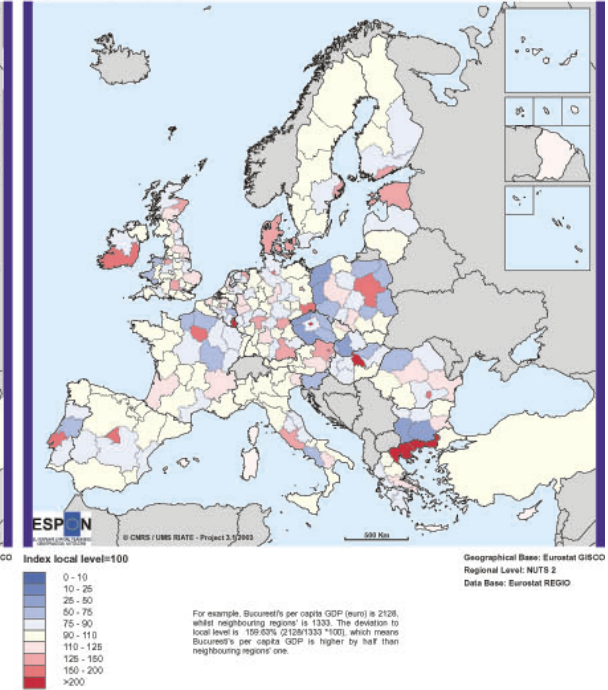 ESPON
© CNRS / UMS RIATE - Project 3.1/2003
500 Km
CO
Index local level=100
Geographical Base: Eurostat GISCO
Regional Level: NUTS 2
Data Base: Eurostat REGIO
0 - 10
10 - 25
25 - 50
50 - 75
75 - 90
90 - 110
110 - 125
125 - 150
150 - 200
>200
For example, Bucuresti's per capita GDP (euro) is 2128,
whilst neighbouring regions' is 1333. The deviation to
local level is 159.63% (2128/1333 *100), which means
Bucuresti's per capita GDP is higher by half than
neighbouring regions' one.